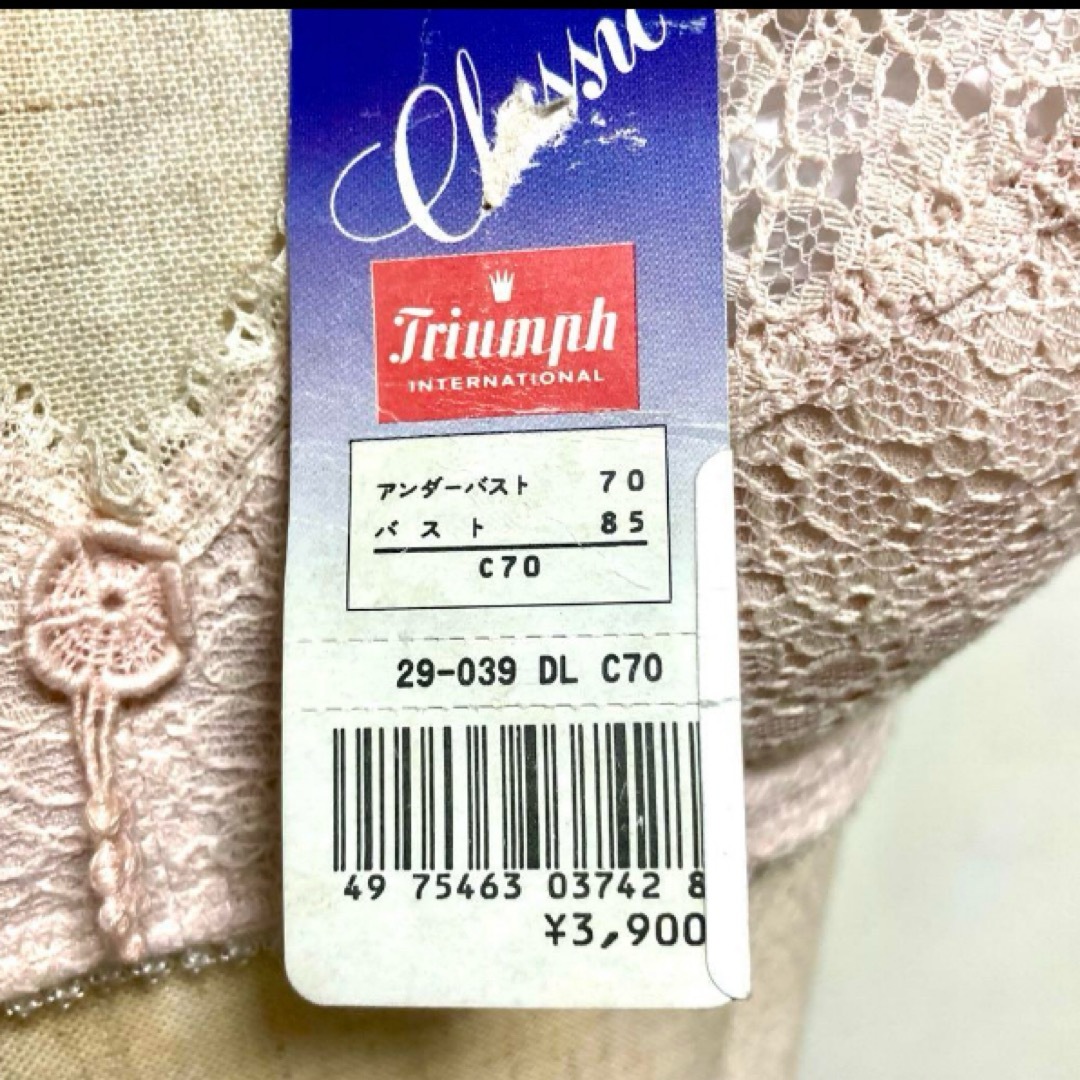 Triumph
INTERNATIONAL
アンダーバスト 70
バスト 85
C70
29-039 DL C70
49 75463 03742 8
¥3,900